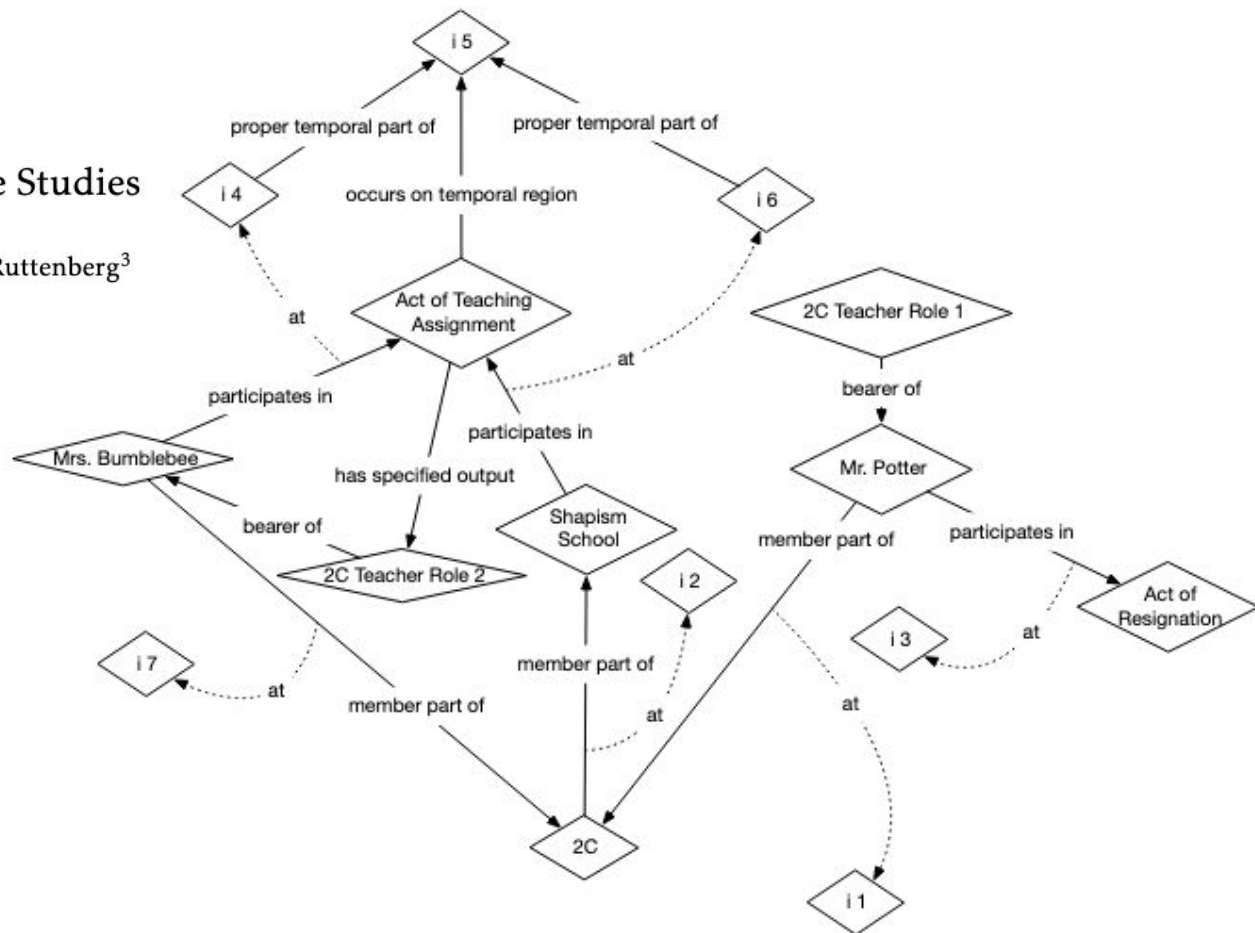 i 5
proper temporal part of
proper temporal part of
e Studies
i 4
occurs on temporal region
i 6
Ruttenberg³
Act of Teaching
Assignment
2C Teacher Role 1
at
at
bearer of
participates in
participates in
Mrs. Bumblebee
Mr. Potter
has specified output
bearer of
Shapism
School
member part of
participates in
2C Teacher Role 2
i 2
Act of
Resignation
i 3
at
i 7
member part of
at
member part of
at
at
2C
i 1